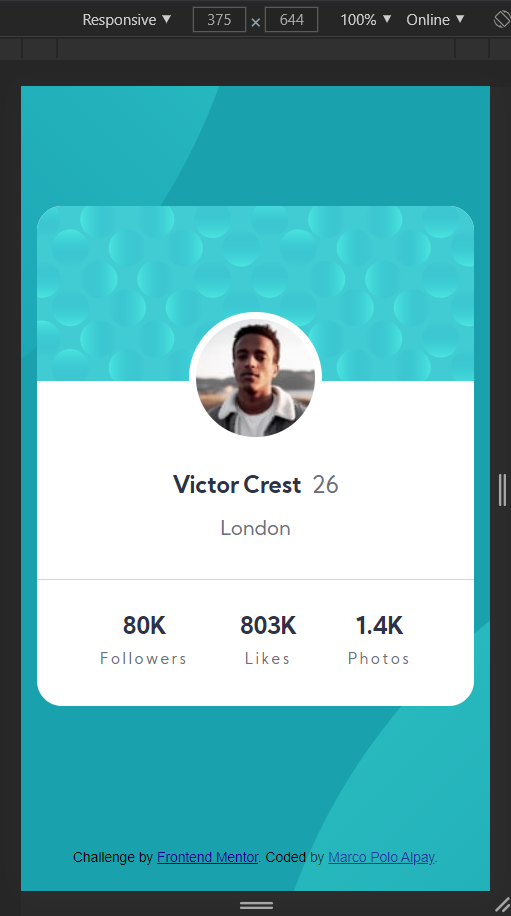 Responsive ▼ 375 × 644 100% ▼ Online ▼
Victor Crest 26
London
80K 803K 1.4K
Followers Likes Photos
Challenge by Frontend Mentor. Coded by Marco Polo Alpay.